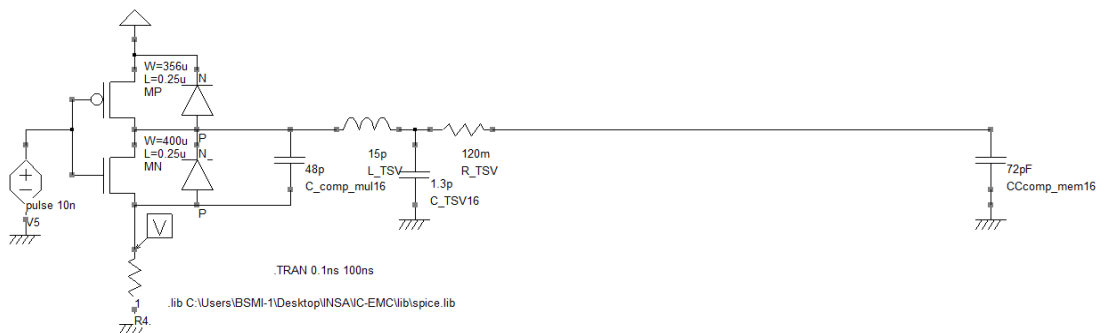 W=356u
L=0.25u
MP
N
P
W=400u
L=0.25u
MN
N_
P
48p
C_comp_mul16
15p
L_TSV
1.3p
C_TSV16
120m
R_TSV
72pF
CCcomp_mem16
+
−
pulse 10n
V5
V
1
R4.
.TRAN 0.1ns 100ns
.lib C:\Users\BSMI-1\Desktop\INSA\IC-EMC\lib\spice.lib